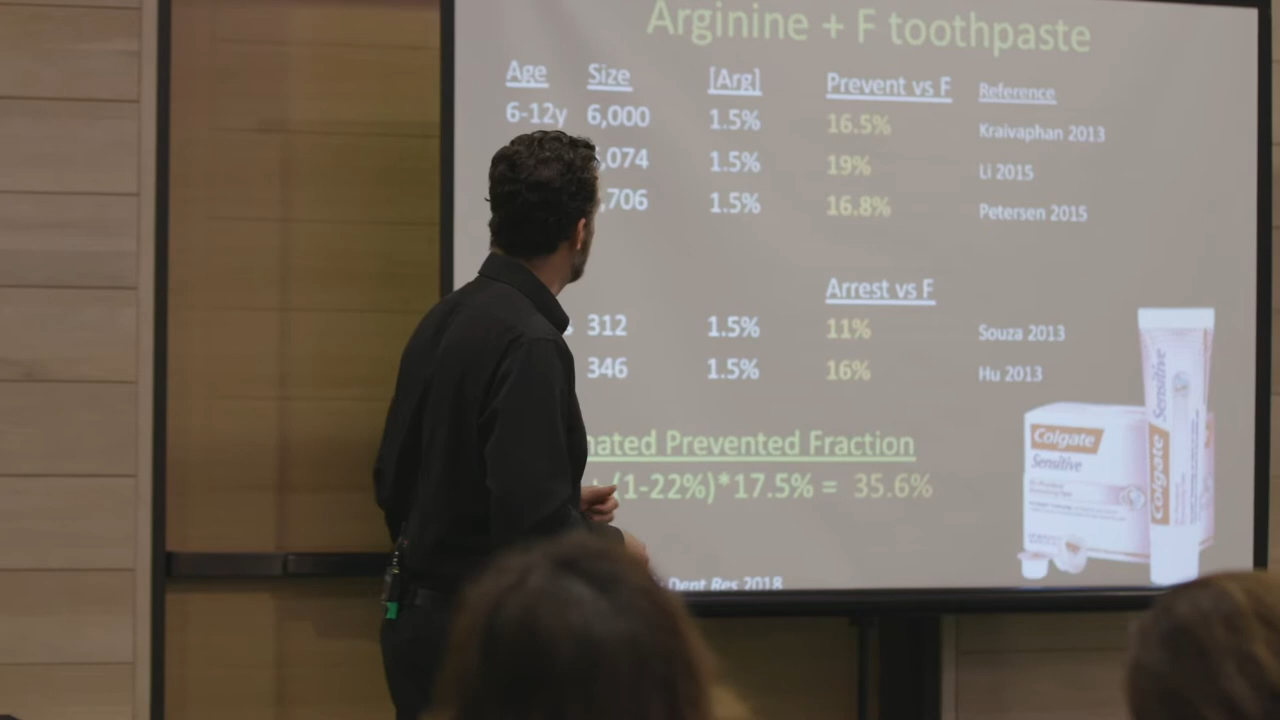 Arginine + F toothpaste
Age Size [Arg] Prevent vs F Reference
6-12y 6,000 1.5% 16.5% Kraivaphan 2013
,074 1.5% 19% Li 2015
,706 1.5% 16.8% Petersen 2015
Arrest vs F
312 1.5% 11% Souza 2013
346 1.5% 16% Hu 2013
nated Prevented Fraction
(1-22%)*17.5% = 35.6%
Dent Res 2018
Colgate
Sensitive
Colgate Sensitive